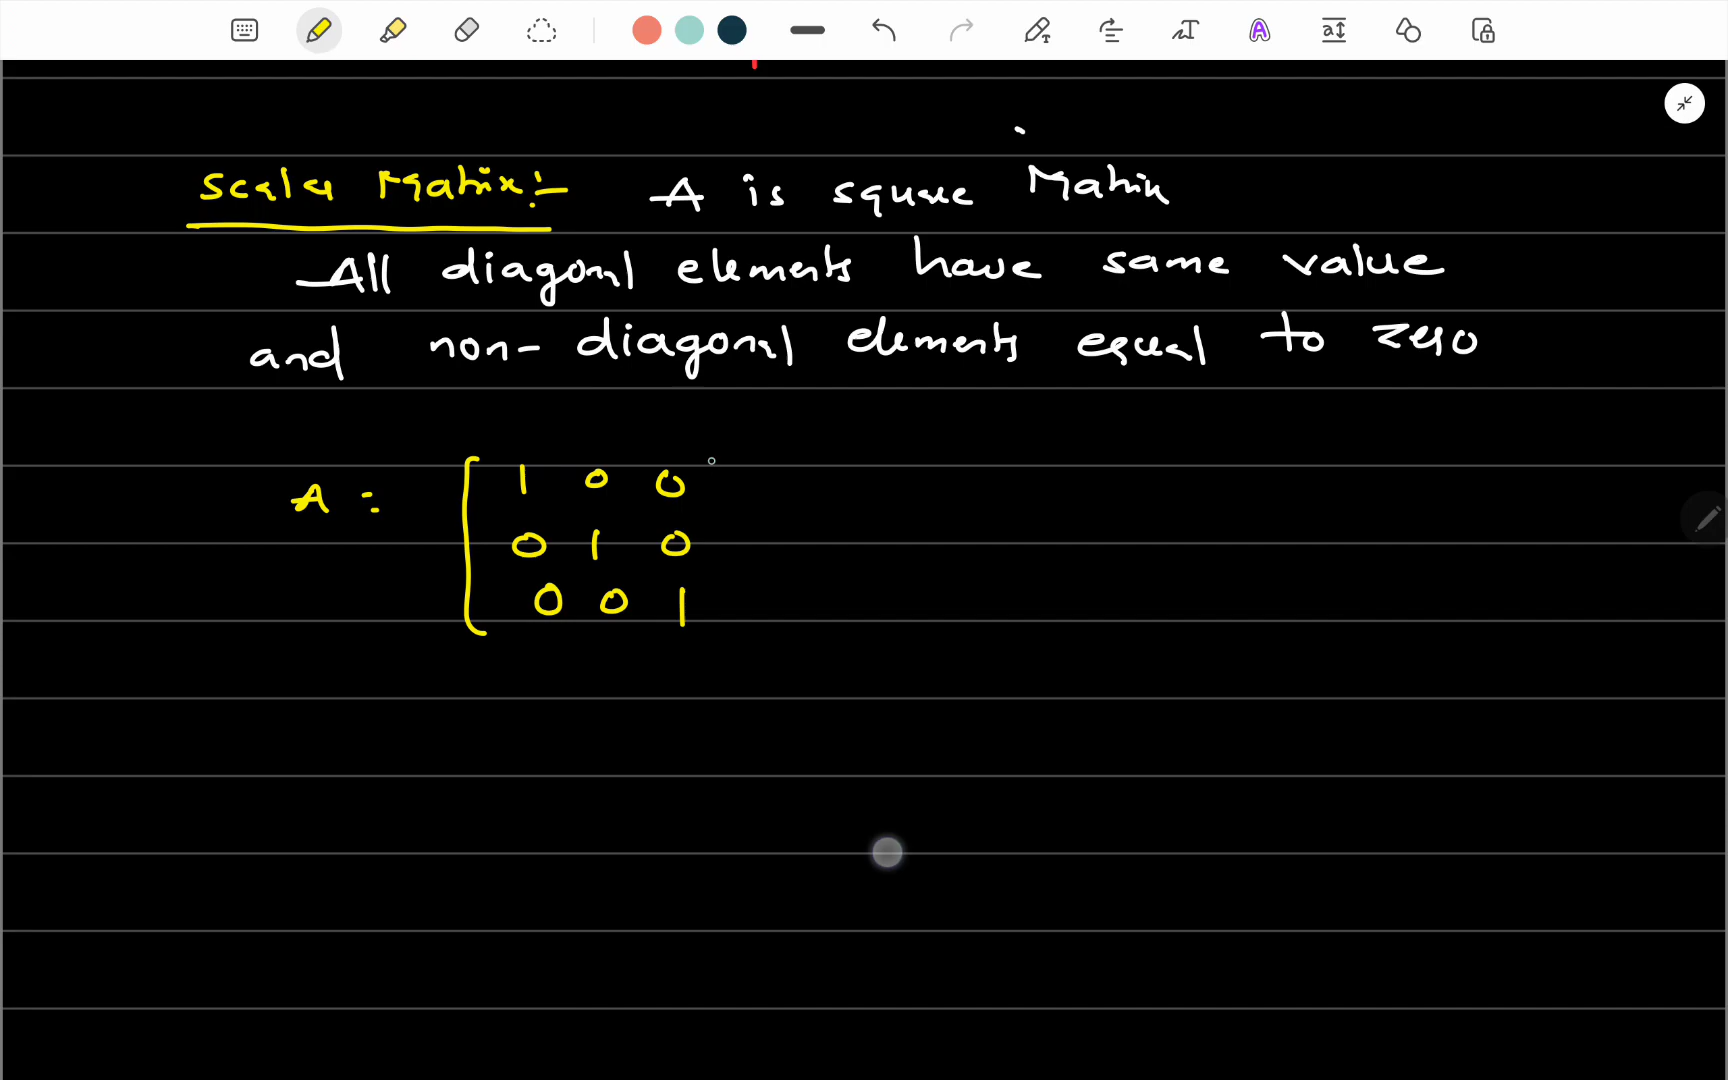 Scalar Matrix:- A is square Matrix
All diagonal elements have same value
and non-diagonal elements equal to zero
A = [ 1 0 0
0 1 0
0 0 1